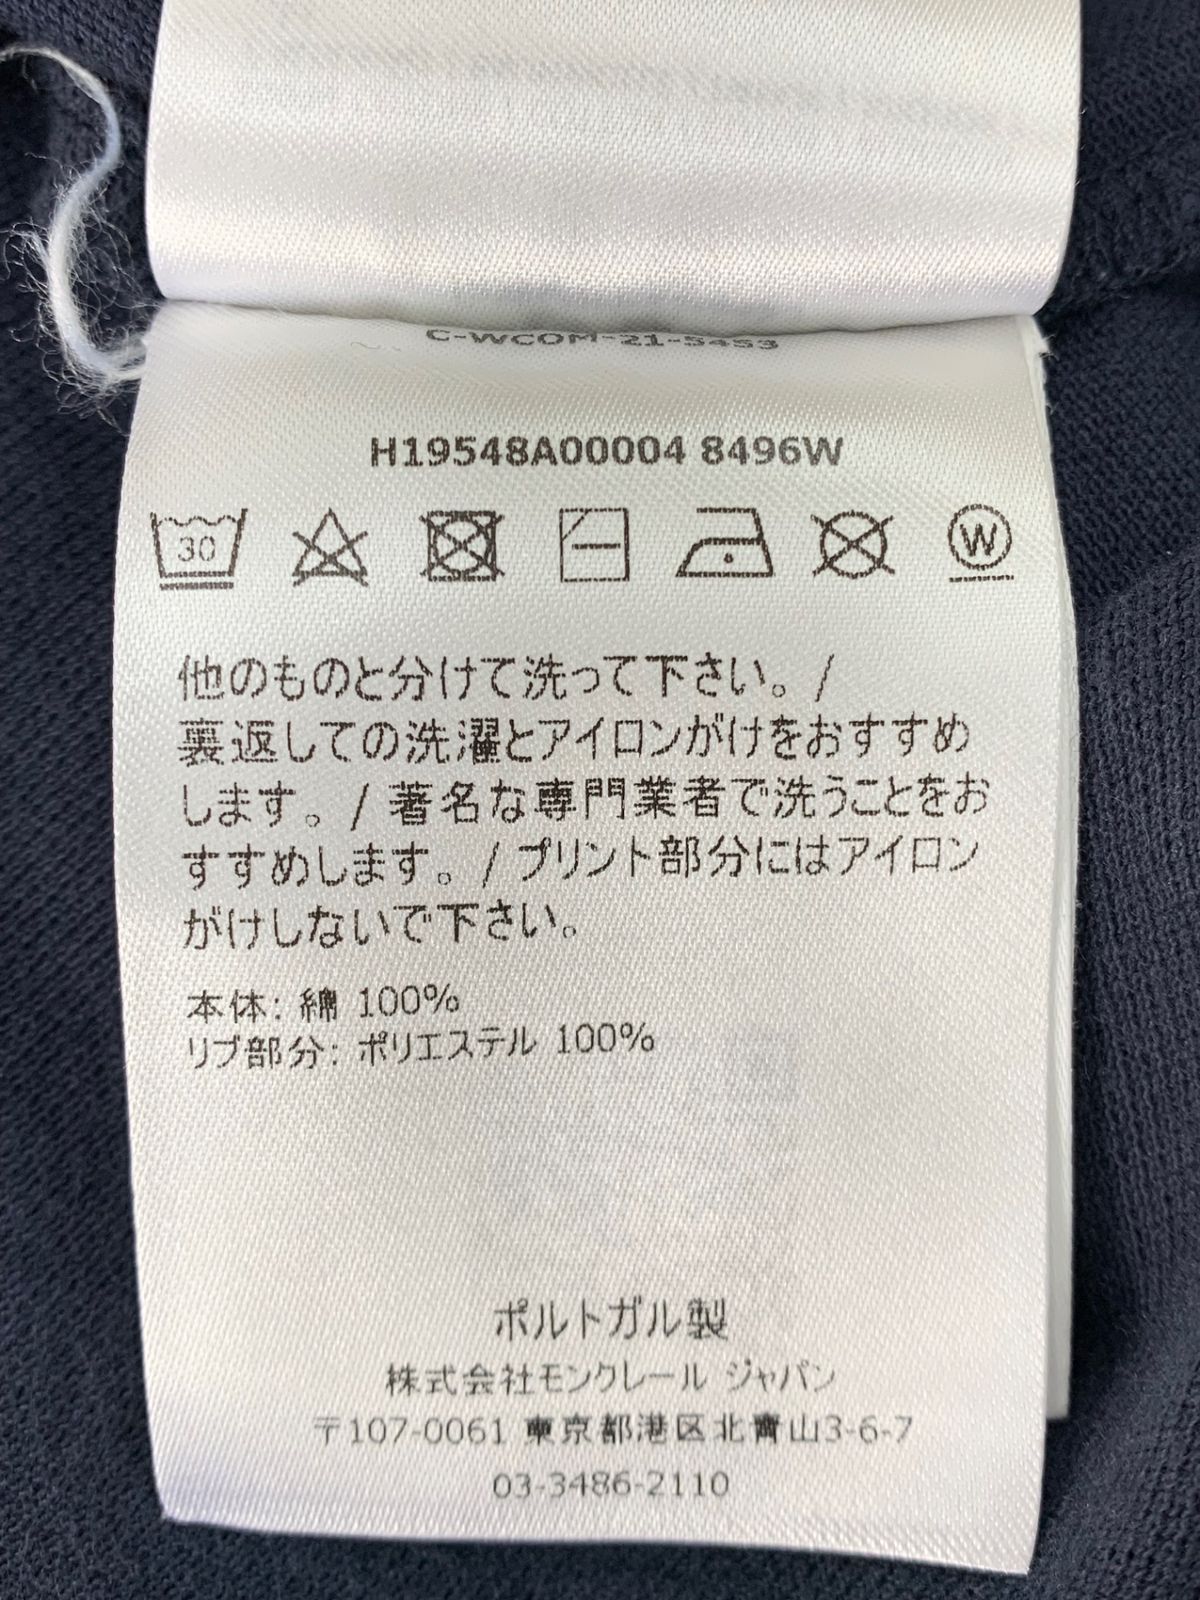 C-WCOM-21-5453
H19548A00004 8496W
30 W
他のものと分けて洗って下さい。/
裏返しての洗濯とアイロンがけをおすすめ
します。/ 著名な専門業者で洗うことをお
すすめします。/ プリント部分にはアイロン
がけしないで下さい。
本体: 綿 100%
リブ部分: ポリエステル 100%
ポルトガル製
株式会社モンクレール ジャパン
〒107-0061 東京都港区北青山3-6-7
03-3486-2110